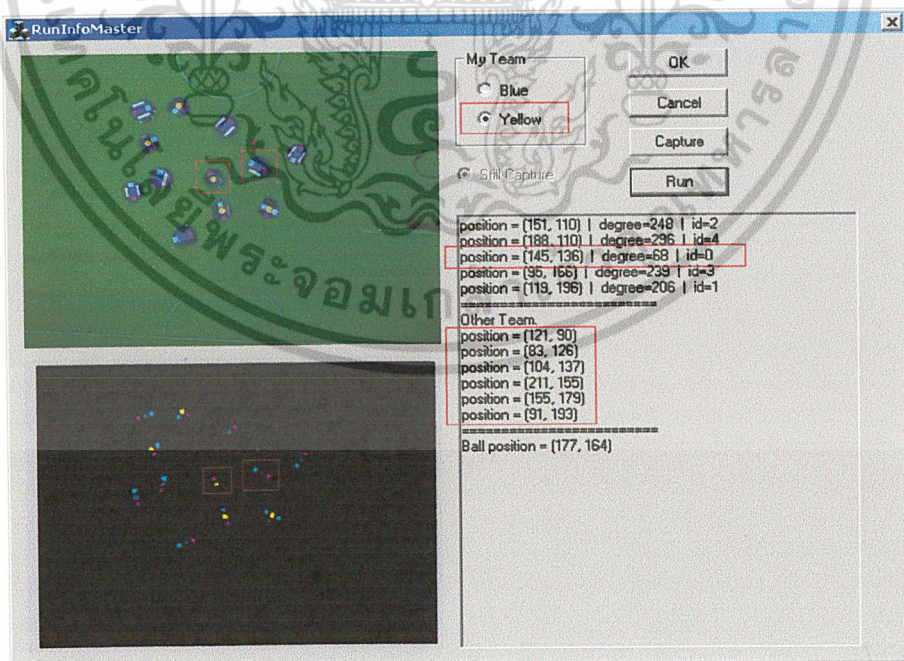 RunInfoMaster
My Team
Blue
Yellow
OK
Cancel
Capture
Still Capture
Run
position = (151, 110) | degree=248 | id=2
position = (188, 110) | degree=296 | id=4
position = (145, 136) | degree=68 | id=0
position = (95, 166) | degree=239 | id=3
position = (119, 196) | degree=206 | id=1
==========================
Other Team.
position = (121, 90)
position = (83, 126)
position = (104, 137)
position = (211, 155)
position = (155, 179)
position = (91, 193)
==========================
Ball position = (177, 164)